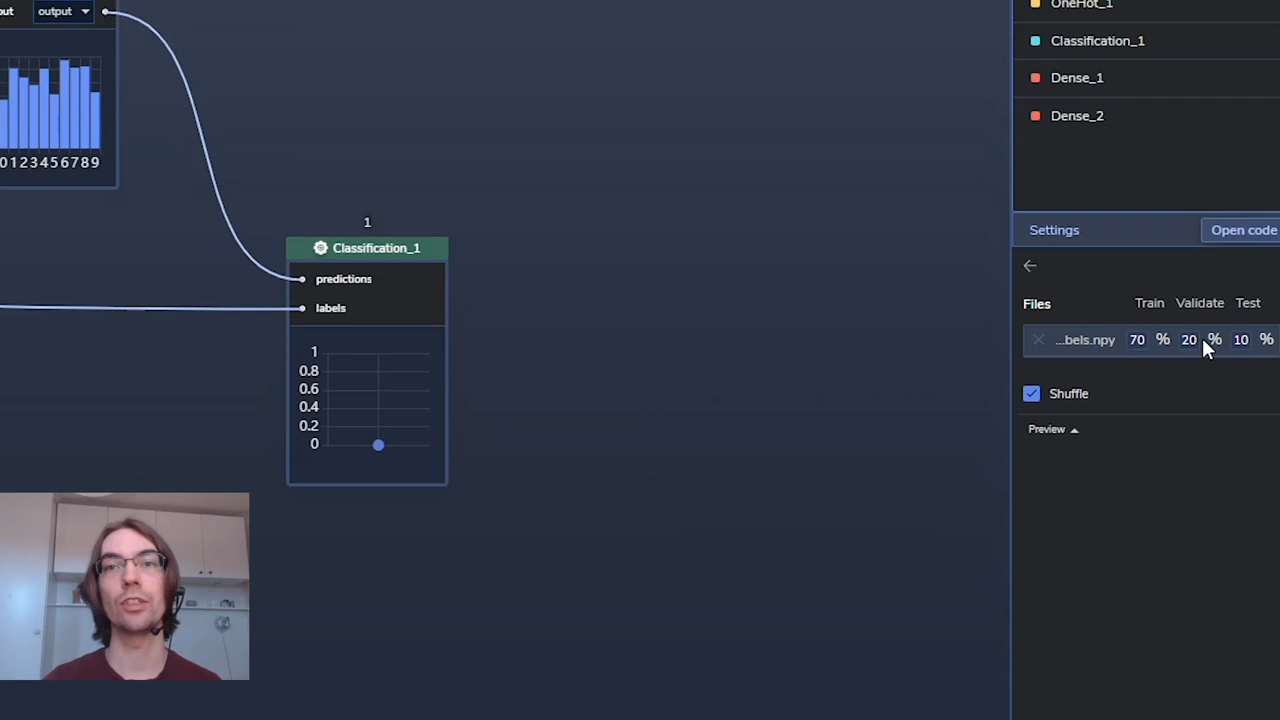 output
0123456789
1
Classification_1
predictions
labels
1
0.8
0.6
0.4
0.2
0
OneHot_1
Classification_1
Dense_1
Dense_2
Settings
Open code
Files Train Validate Test
...bels.npy 70 % 20 % 10 %
Shuffle
Preview